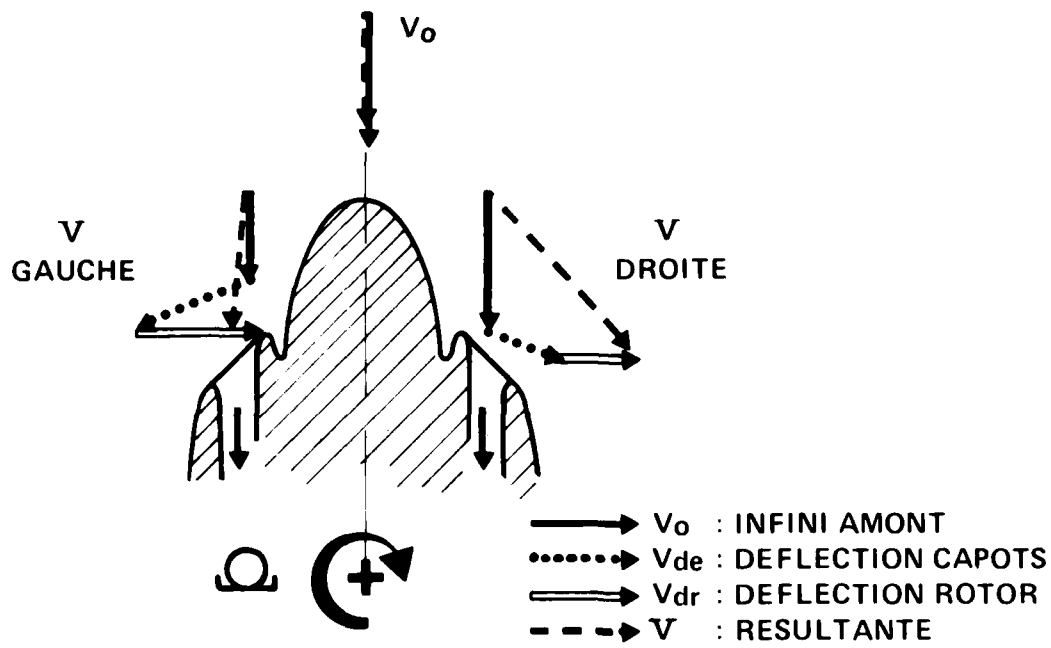 Vo
V
GAUCHE
V
DROITE
Vo : INFINI AMONT
Vde : DEFLECTION CAPOTS
Vdr : DEFLECTION ROTOR
V : RESULTANTE